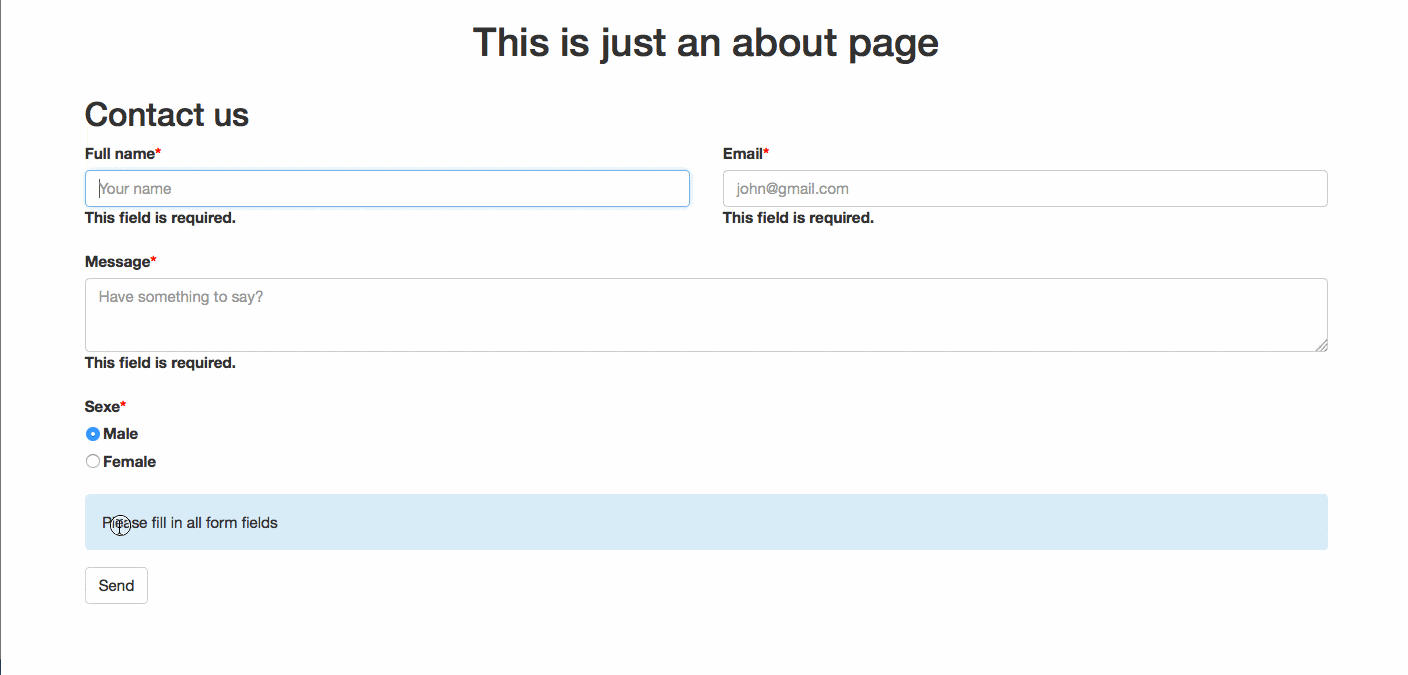 This is just an about page
Contact us
Full name*
Email*
Your name
john@gmail.com
This field is required.
This field is required.
Message*
Have something to say?
This field is required.
Sexe*
Male
Female
Please fill in all form fields
Send